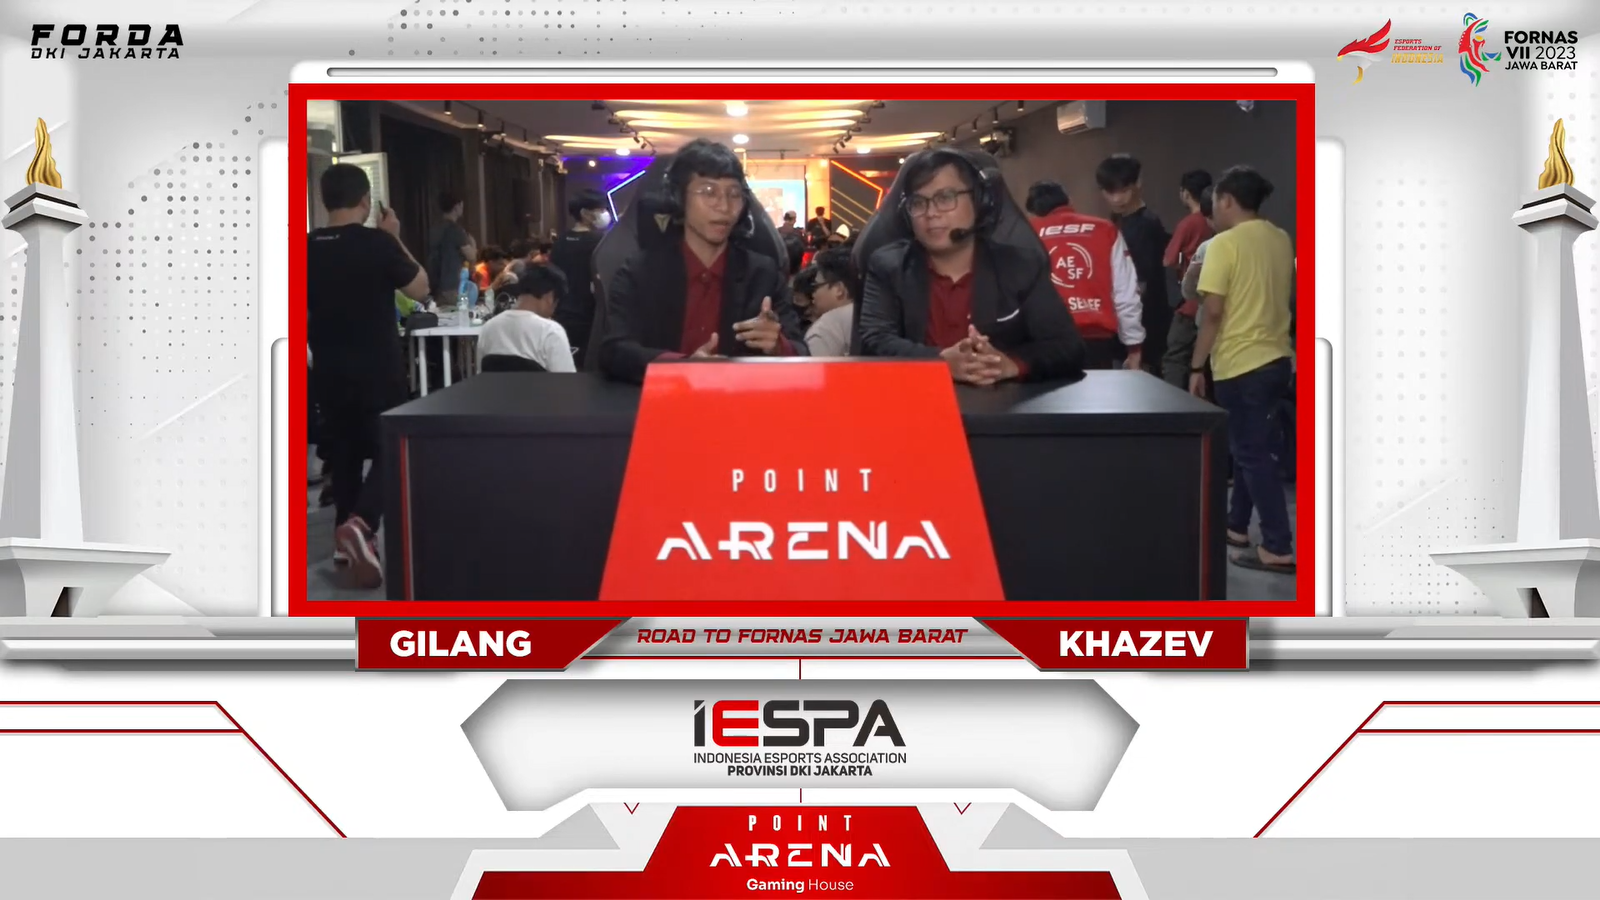 FORDA
DKI JAKARTA
ESPORTS
FEDERATION OF
INDONESIA
FORNAS
VII 2023
JAWA BARAT
IESF
AE
SF
POINT
ARENA
GILANG
ROAD TO FORNAS JAWA BARAT
KHAZEV
IESPA
INDONESIA ESPORTS ASSOCIATION
PROVINSI DKI JAKARTA
POINT
ARENA
Gaming House